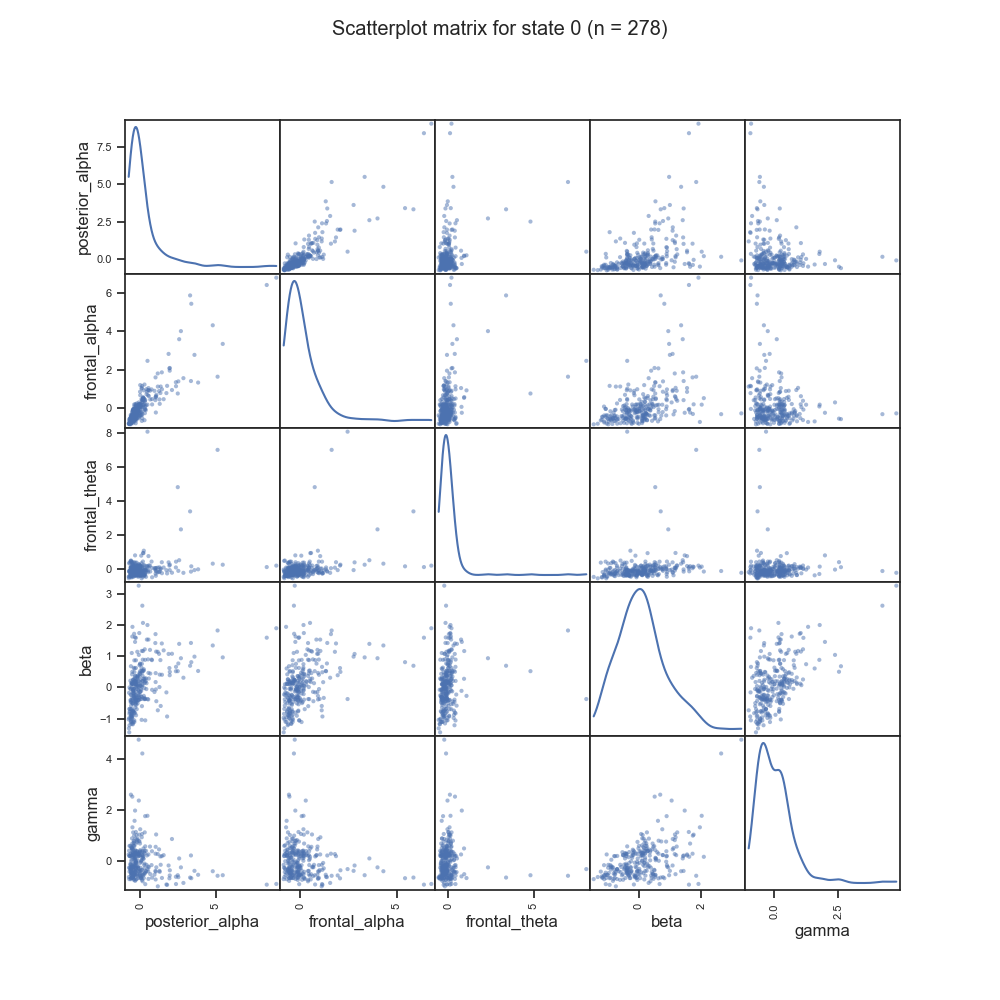 Scatterplot matrix for state 0 (n = 278)
posterior_alpha
7.5
5.0
2.5
0.0
frontal_alpha
6
4
2
0
frontal_theta
8
6
4
2
0
beta
3
2
1
0
−1
gamma
4
2
0
0 5 0 5 0 5 0 2 0.0 2.5
posterior_alpha frontal_alpha frontal_theta beta gamma